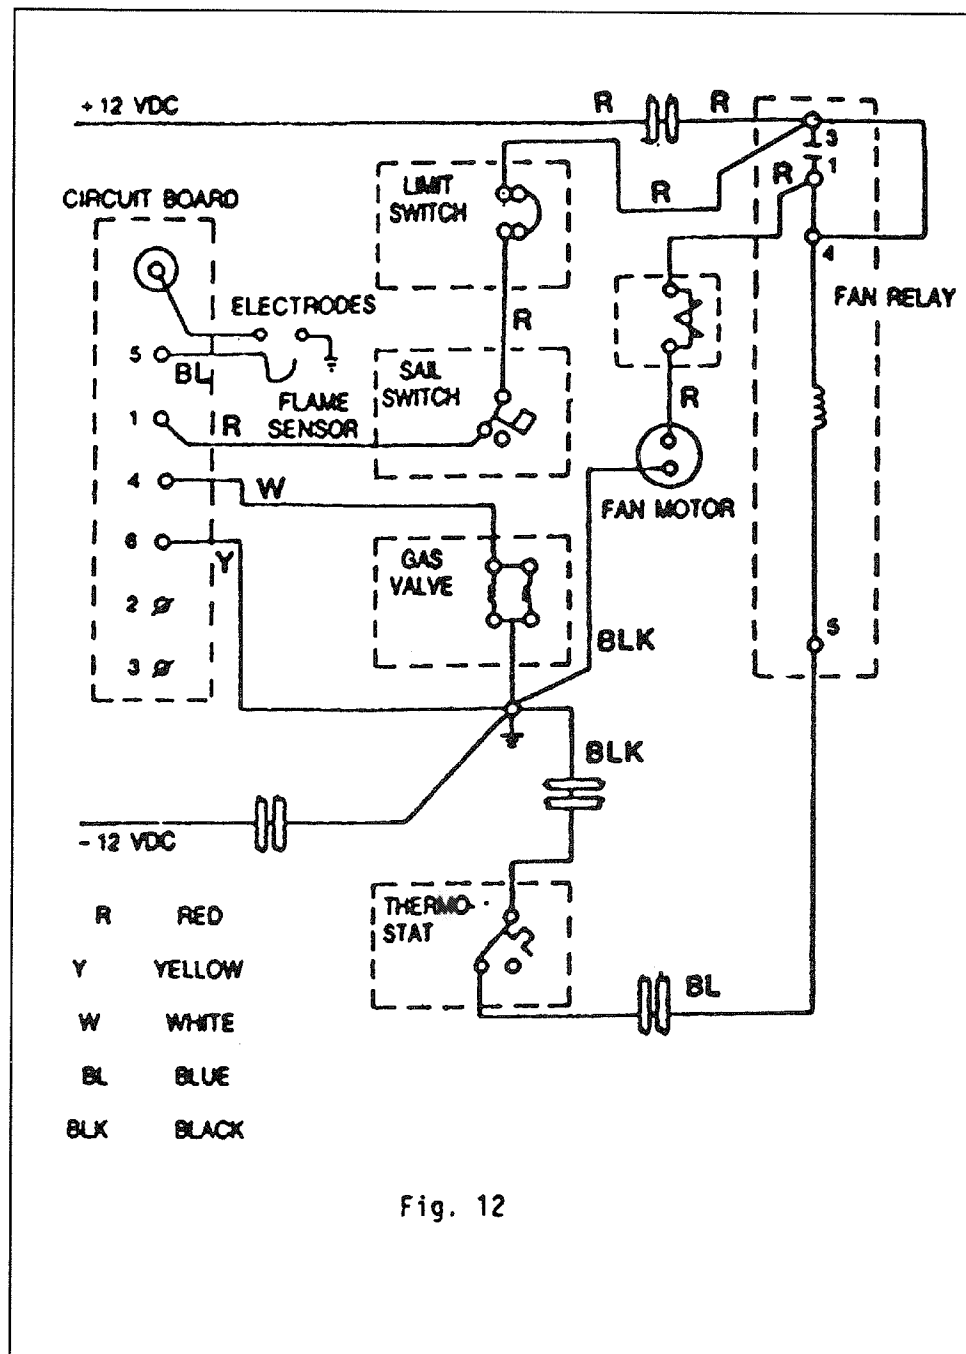 + 12 VDC
R
R
3
1
R
4
FAN RELAY
CIRCUIT BOARD
LIMIT
SWITCH
R
ELECTRODES
5
BL
FLAME
SENSOR
R
SAIL
SWITCH
1
R
R
FAN MOTOR
4
W
6
Y
GAS
VALVE
2
3
BLK
5
BLK
- 12 VDC
THERMO-
STAT
BL
R RED
Y YELLOW
W WHITE
BL BLUE
BLK BLACK
Fig. 12